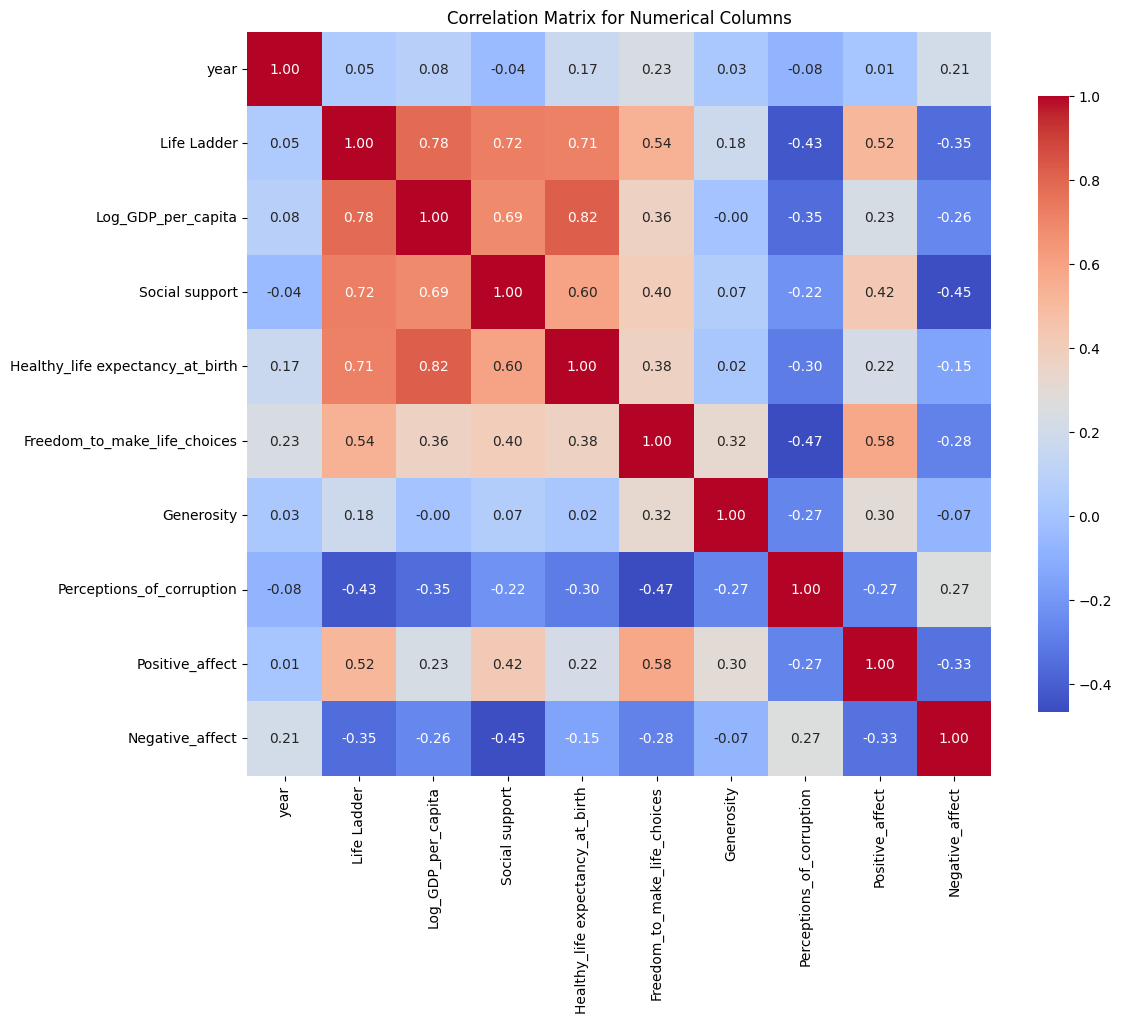 Correlation Matrix for Numerical Columns
year 1.00 0.05 0.08 -0.04 0.17 0.23 0.03 -0.08 0.01 0.21
Life Ladder 0.05 1.00 0.78 0.72 0.71 0.54 0.18 -0.43 0.52 -0.35
Log_GDP_per_capita 0.08 0.78 1.00 0.69 0.82 0.36 -0.00 -0.35 0.23 -0.26
Social support -0.04 0.72 0.69 1.00 0.60 0.40 0.07 -0.22 0.42 -0.45
Healthy_life expectancy_at_birth 0.17 0.71 0.82 0.60 1.00 0.38 0.02 -0.30 0.22 -0.15
Freedom_to_make_life_choices 0.23 0.54 0.36 0.40 0.38 1.00 0.32 -0.47 0.58 -0.28
Generosity 0.03 0.18 -0.00 0.07 0.02 0.32 1.00 -0.27 0.30 -0.07
Perceptions_of_corruption -0.08 -0.43 -0.35 -0.22 -0.30 -0.47 -0.27 1.00 -0.27 0.27
Positive_affect 0.01 0.52 0.23 0.42 0.22 0.58 0.30 -0.27 1.00 -0.33
Negative_affect 0.21 -0.35 -0.26 -0.45 -0.15 -0.28 -0.07 0.27 -0.33 1.00
year
Life Ladder
Log_GDP_per_capita
Social support
Healthy_life expectancy_at_birth
Freedom_to_make_life_choices
Generosity
Perceptions_of_corruption
Positive_affect
Negative_affect
1.0
0.8
0.6
0.4
0.2
0.0
−0.2
−0.4